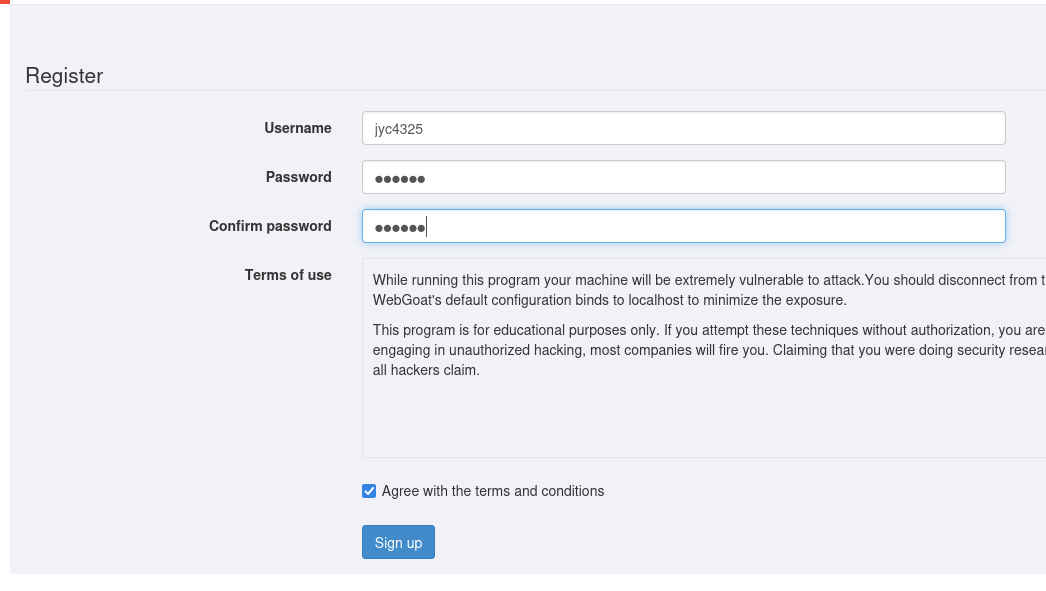 Register
Username
jyc4325
Password
●●●●●●
Confirm password
●●●●●●
Terms of use
While running this program your machine will be extremely vulnerable to attack.You should disconnect from
WebGoat's default configuration binds to localhost to minimize the exposure.
This program is for educational purposes only. If you attempt these techniques without authorization, you are
engaging in unauthorized hacking, most companies will fire you. Claiming that you were doing security
all hackers claim.
Agree with the terms and conditions
Sign up